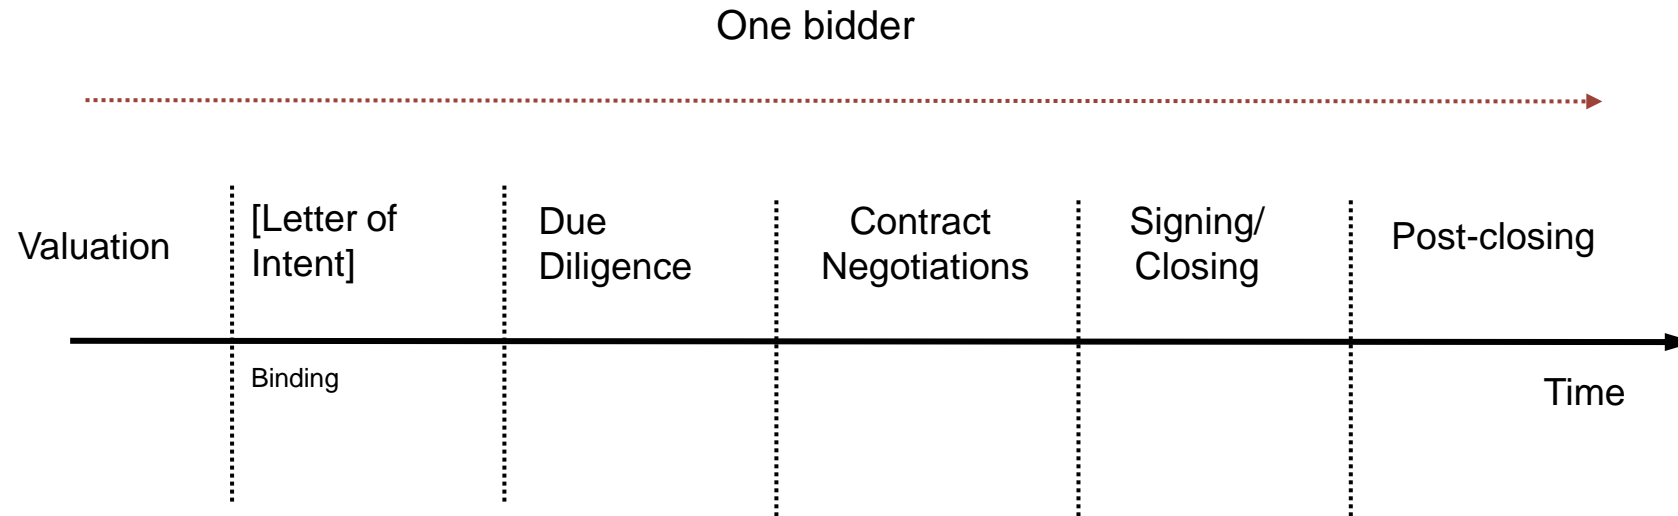 One bidder
Valuation
[Letter of
Intent]
Due
Diligence
Contract
Negotiations
Signing/
Closing
Post-closing
Binding
Time